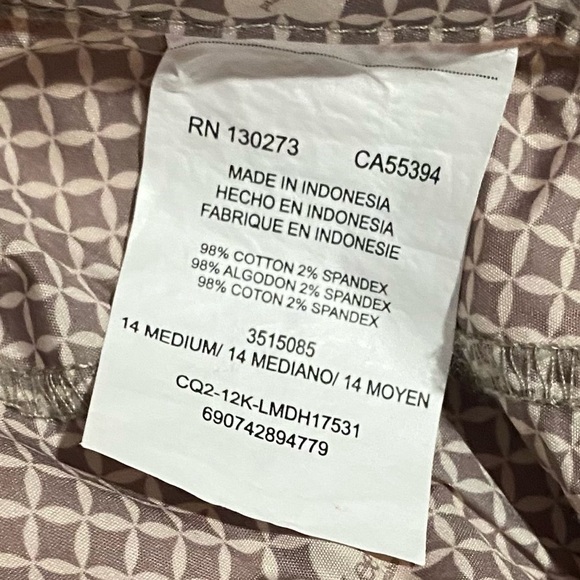 RN 130273 CA55394
MADE IN INDONESIA
HECHO EN INDONESIA
FABRIQUE EN INDONESIE
98% COTTON 2% SPANDEX
98% ALGODON 2% SPANDEX
98% COTON 2% SPANDEX
3515085
14 MEDIUM/ 14 MEDIANO/ 14 MOYEN
CQ2-12K-LMDH17531
690742894779